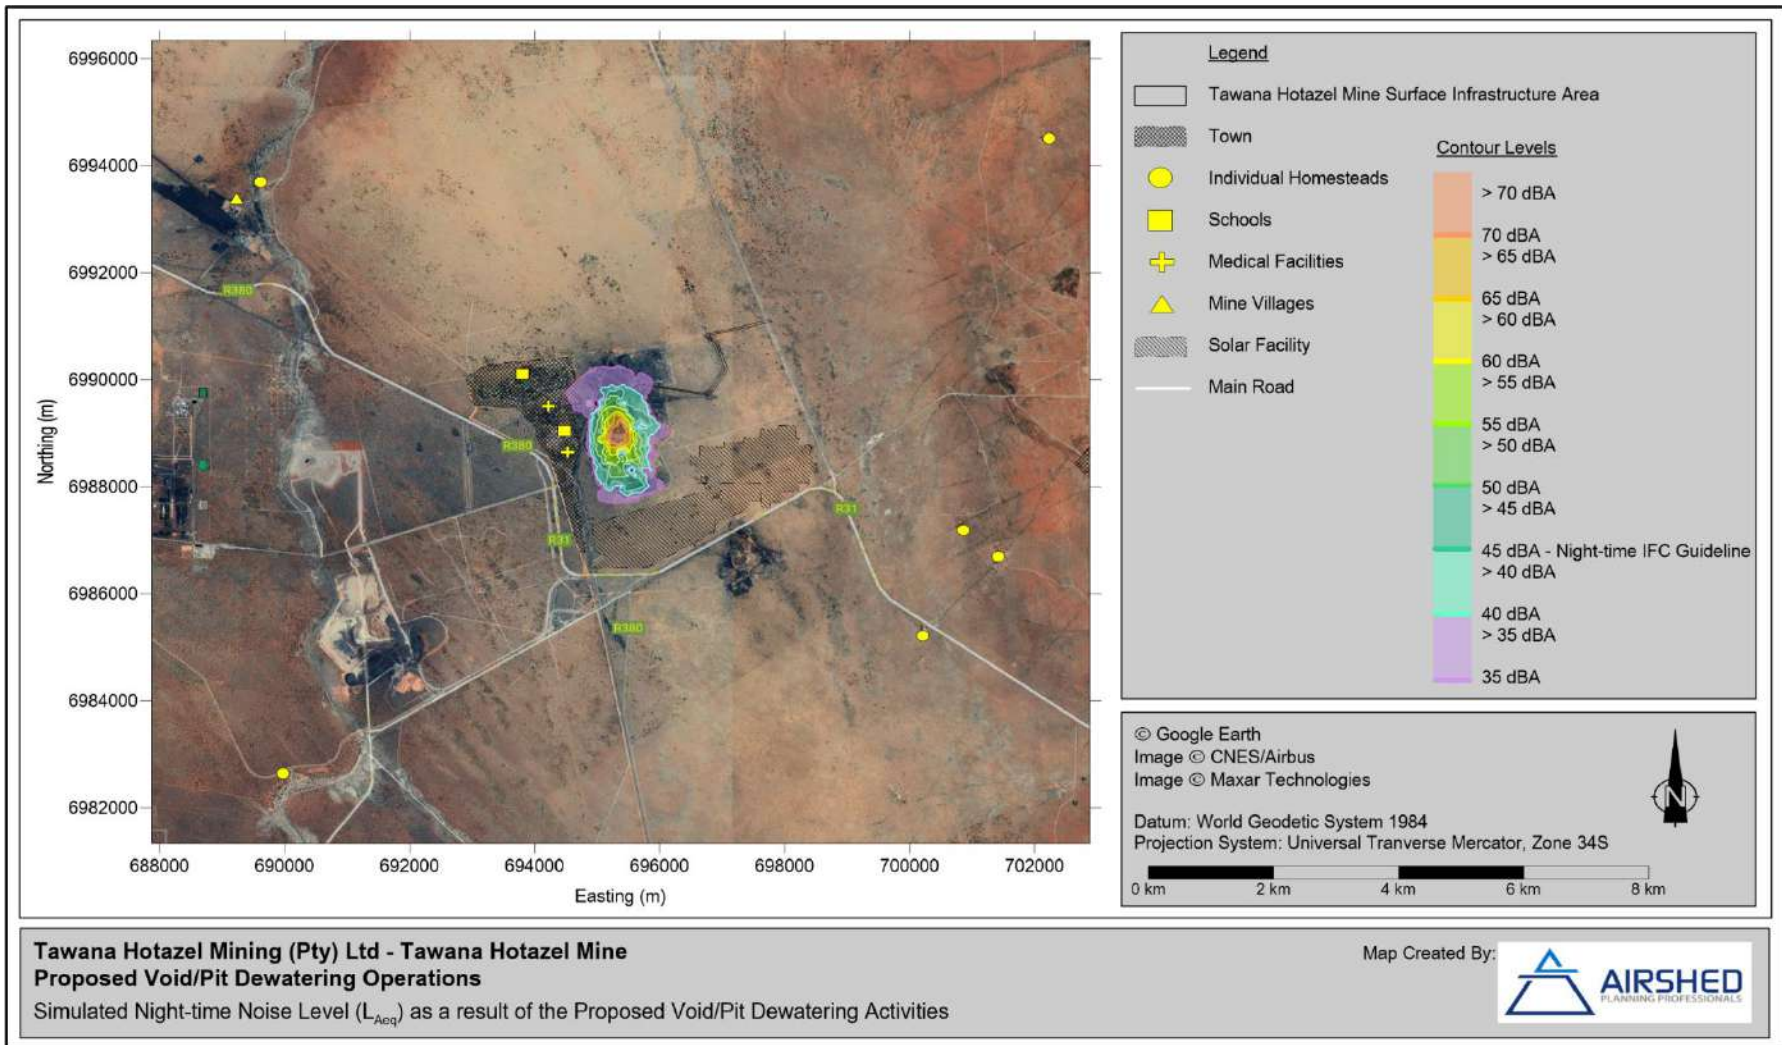 6996000
6994000
6992000
6990000
6988000
6986000
6984000
6982000
Northing (m)
688000
690000
692000
694000
696000
698000
700000
702000
Easting (m)
R380
R380
R31
R31
R380
Legend
Tawana Hotazel Mine Surface Infrastructure Area
Town
Individual Homesteads
Schools
Medical Facilities
Mine Villages
Solar Facility
Main Road
Contour Levels
> 70 dBA
70 dBA
> 65 dBA
65 dBA
> 60 dBA
60 dBA
> 55 dBA
55 dBA
> 50 dBA
50 dBA
> 45 dBA
45 dBA - Night-time IFC Guideline
> 40 dBA
40 dBA
> 35 dBA
35 dBA
© Google Earth
Image © CNES/Airbus
Image © Maxar Technologies
Datum: World Geodetic System 1984
Projection System: Universal Tranverse Mercator, Zone 34S
N
0 km
2 km
4 km
6 km
8 km
Tawana Hotazel Mining (Pty) Ltd - Tawana Hotazel Mine
Proposed Void/Pit Dewatering Operations
Simulated Night-time Noise Level (LAeq) as a result of the Proposed Void/Pit Dewatering Activities
Map Created By:
AIRSHED
PLANNING PROFESSIONALS